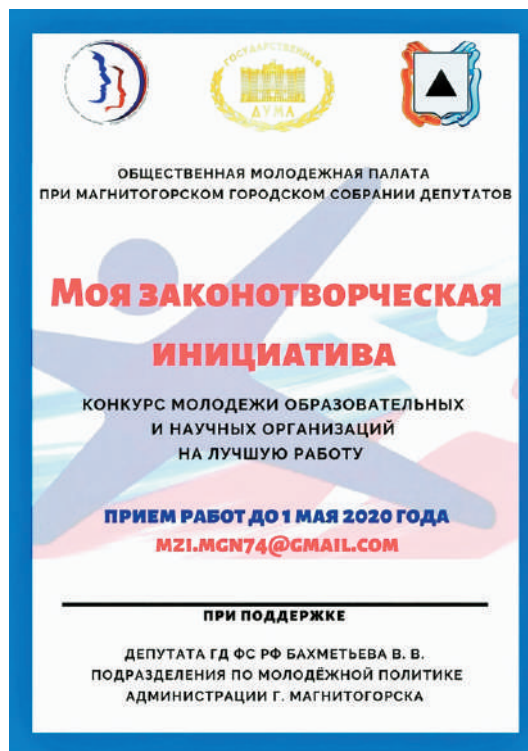 ГОСУДАРСТВЕННАЯ
ДУМА
ОБЩЕСТВЕННАЯ МОЛОДЕЖНАЯ ПАЛАТА
ПРИ МАГНИТОГОРСКОМ ГОРОДСКОМ СОБРАНИИ ДЕПУТАТОВ
МОЯ ЗАКОНОТВОРЧЕСКАЯ
ИНИЦИАТИВА
КОНКУРС МОЛОДЕЖИ ОБРАЗОВАТЕЛЬНЫХ
И НАУЧНЫХ ОРГАНИЗАЦИЙ
НА ЛУЧШУЮ РАБОТУ
ПРИЕМ РАБОТ ДО 1 МАЯ 2020 ГОДА
MZI.MGN74@GMAIL.COM
ПРИ ПОДДЕРЖКЕ
ДЕПУТАТА ГД ФС РФ БАХМЕТЬЕВА В. В.
ПОДРАЗДЕЛЕНИЯ ПО МОЛОДЁЖНОЙ ПОЛИТИКЕ
АДМИНИСТРАЦИИ Г. МАГНИТОГОРСКА